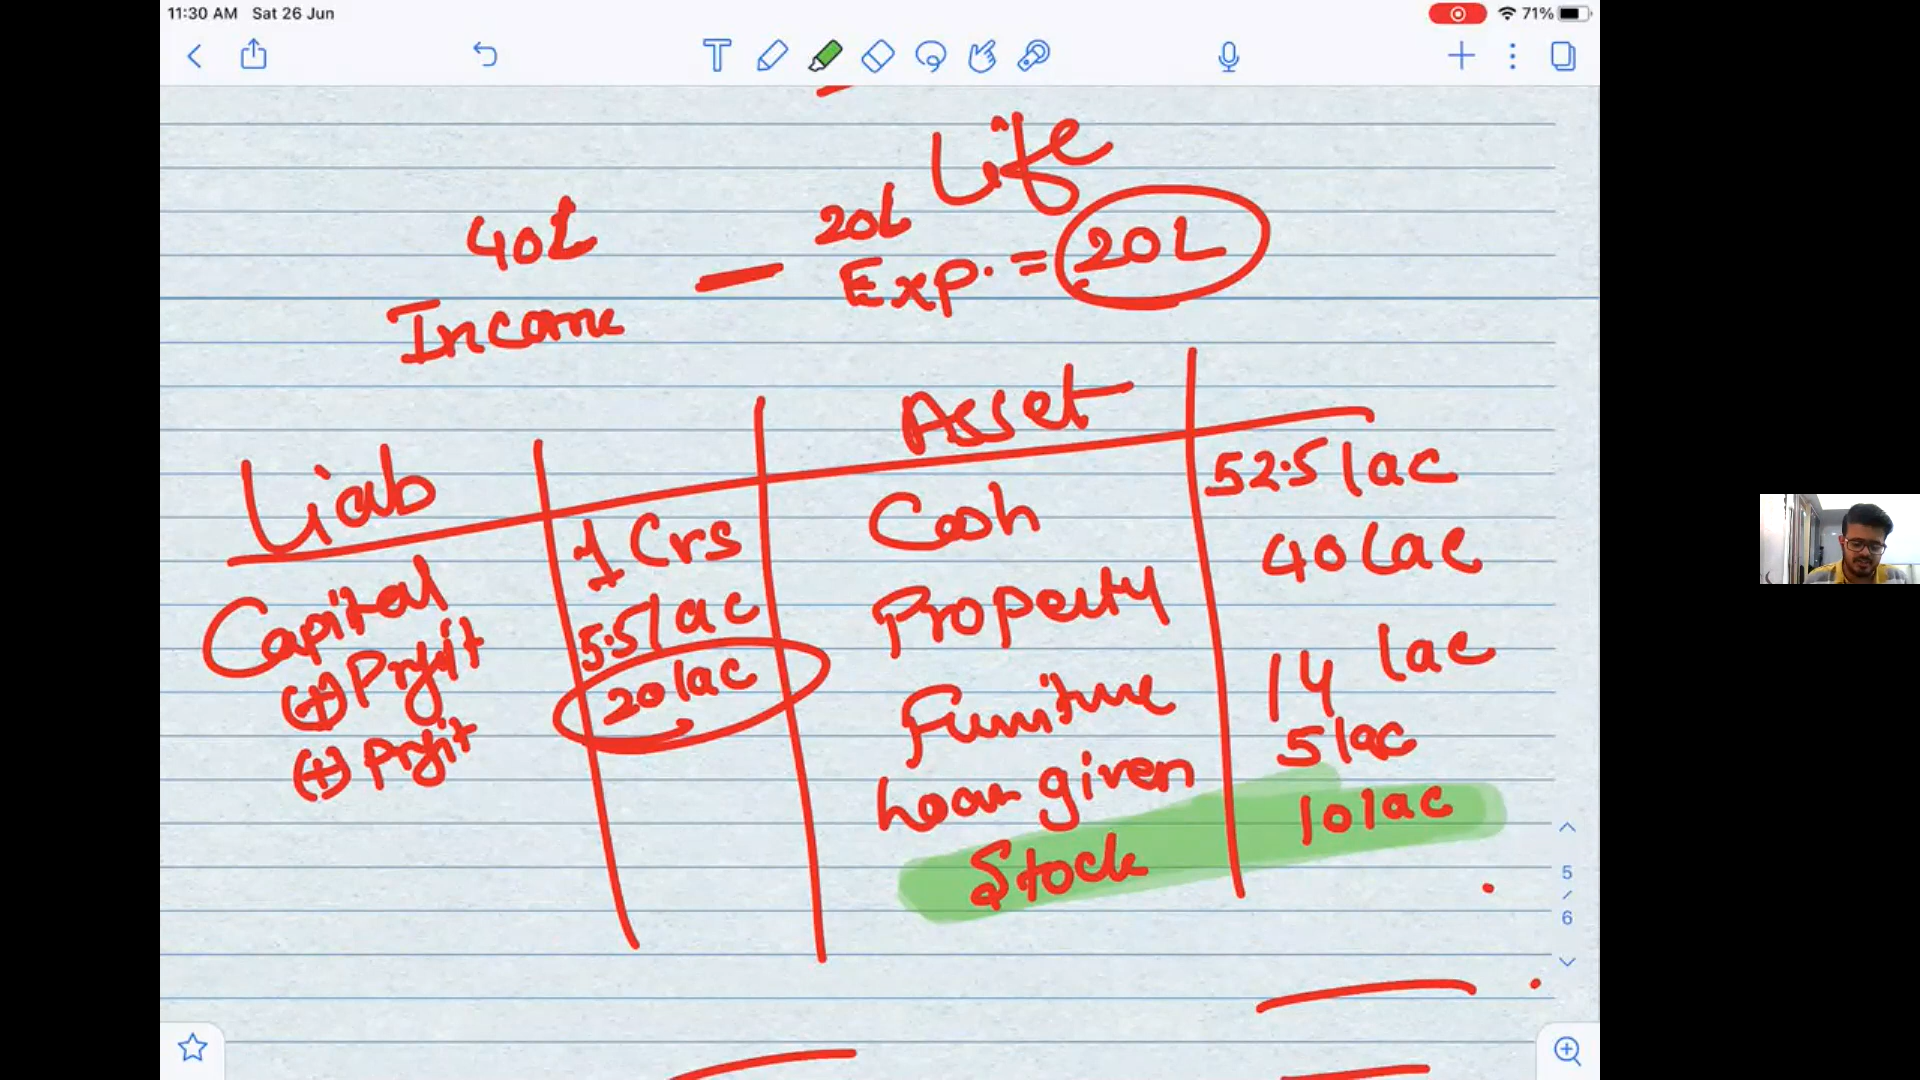 11:30 AM Sat 26 Jun
71%
Life
40L
20L
Income
—
Exp. = 20L
Liab
Asset
Capital
1 Crs
Cash
52.5 lac
(+) Profit
5.5 lac
Property
40 lac
(+) Profit
20 lac
Furniture
14 lac
Loan given
5 lac
Stock
10 lac
5
/
6